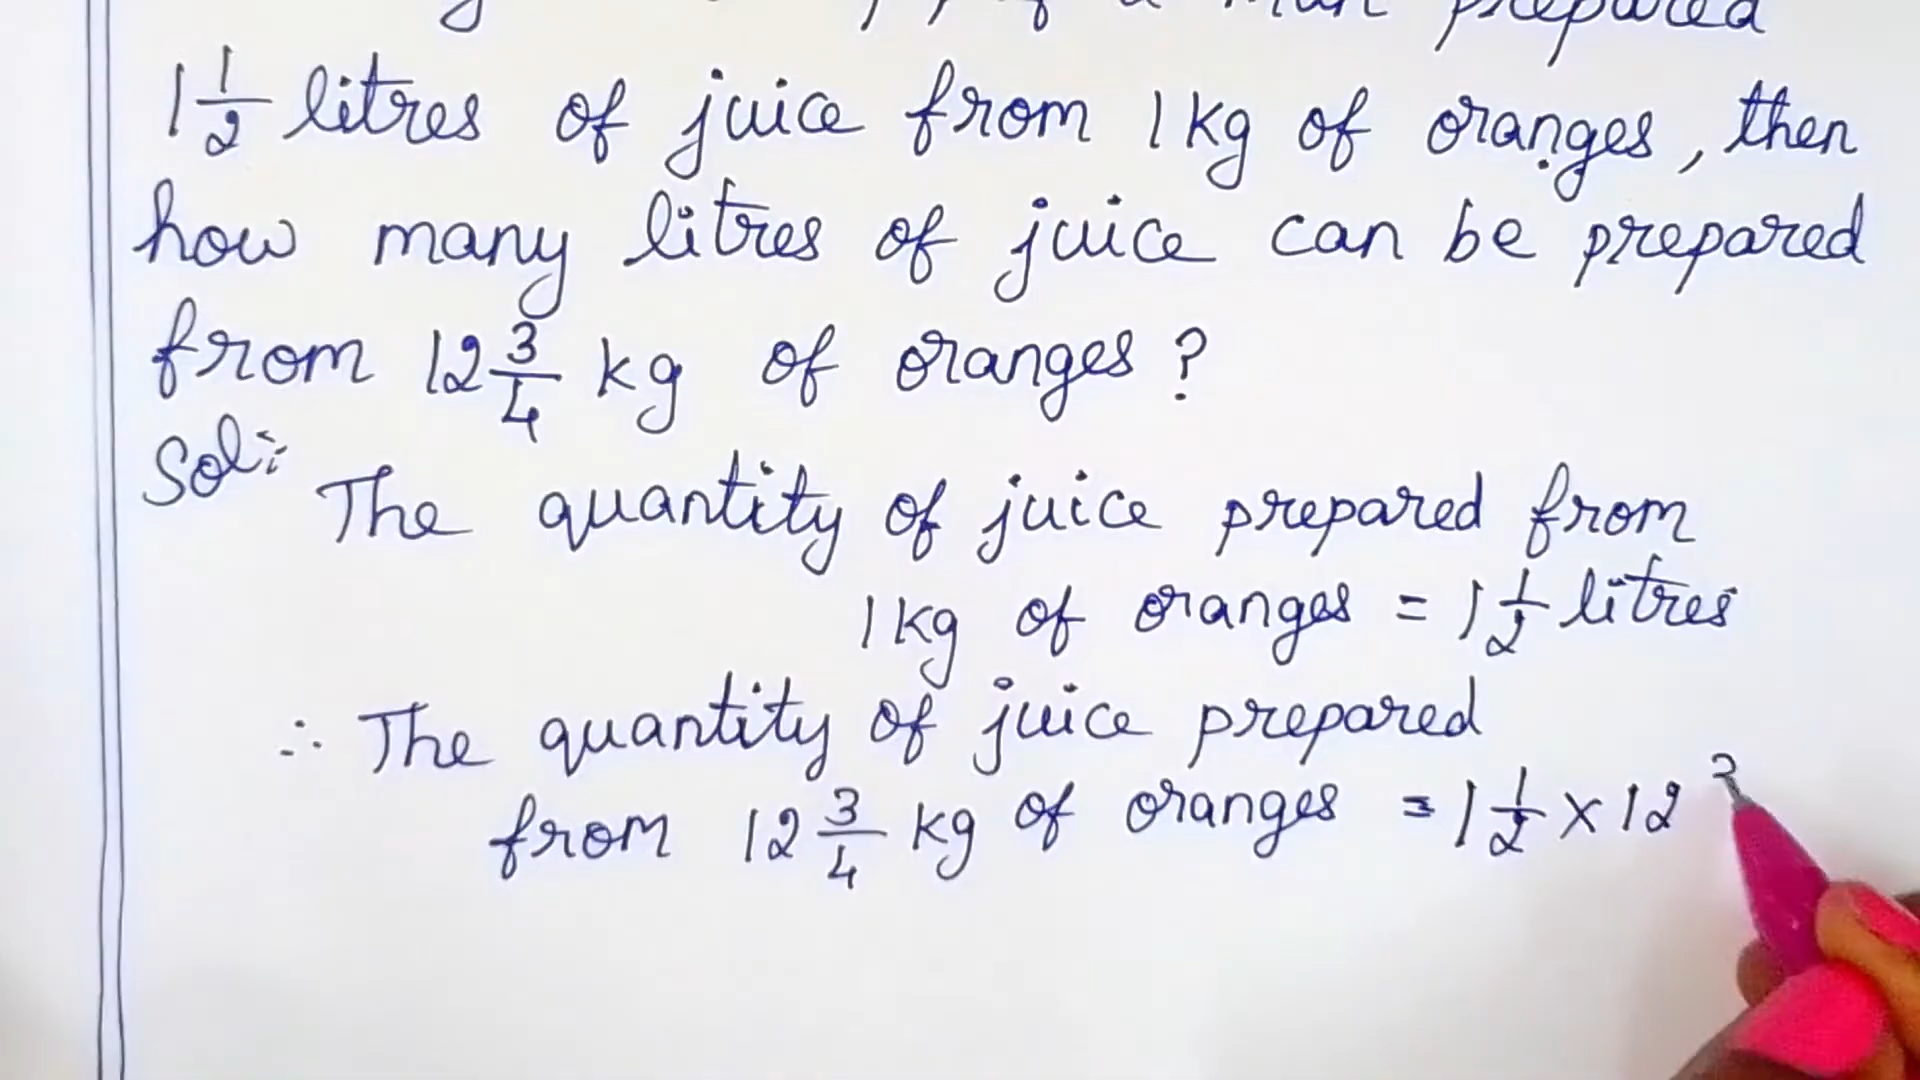 of a man prepared
1 1/2 litres of juice from 1 kg of oranges, then
how many litres of juice can be prepared
from 12 3/4 kg of oranges?
Sol:
The quantity of juice prepared from
1 kg of oranges = 1 1/2 litres
∴ The quantity of juice prepared
from 12 3/4 kg of oranges = 1 1/2 × 12